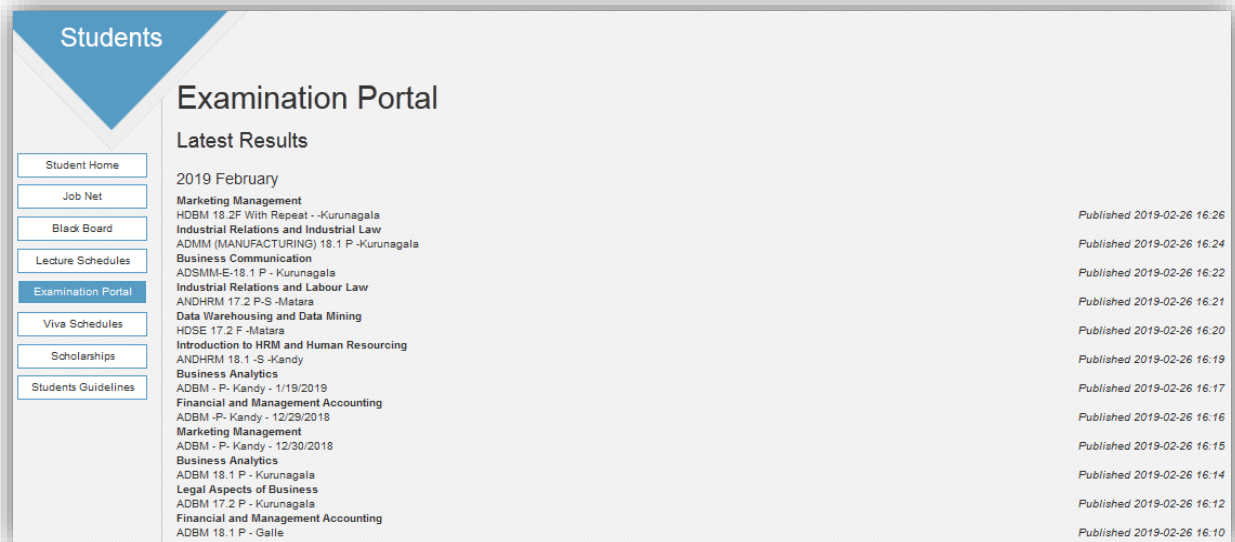 Students
Examination Portal
Latest Results
Student Home
Job Net
Black Board
Lecture Schedules
Examination Portal
Viva Schedules
Scholarships
Students Guidelines
2019 February
Marketing Management
HDBM 18.2F With Repeat - -Kurunagala Published 2019-02-26 16:26
Industrial Relations and Industrial Law
ADMM (MANUFACTURING) 18.1 P -Kurunagala Published 2019-02-26 16:24
Business Communication
ADSMM-E-18.1 P - Kurunagala Published 2019-02-26 16:22
Industrial Relations and Labour Law
ANDHRM 17.2 P-S -Matara Published 2019-02-26 16:21
Data Warehousing and Data Mining
HDSE 17.2 F -Matara Published 2019-02-26 16:20
Introduction to HRM and Human Resourcing
ANDHRM 18.1 -S -Kandy Published 2019-02-26 16:19
Business Analytics
ADBM - P- Kandy - 1/19/2019 Published 2019-02-26 16:17
Financial and Management Accounting
ADBM -P- Kandy - 12/29/2018 Published 2019-02-26 16:16
Marketing Management
ADBM - P- Kandy - 12/30/2018 Published 2019-02-26 16:15
Business Analytics
ADBM 18.1 P - Kurunagala Published 2019-02-26 16:14
Legal Aspects of Business
ADBM 17.2 P - Kurunagala Published 2019-02-26 16:12
Financial and Management Accounting
ADBM 18.1 P - Galle Published 2019-02-26 16:10